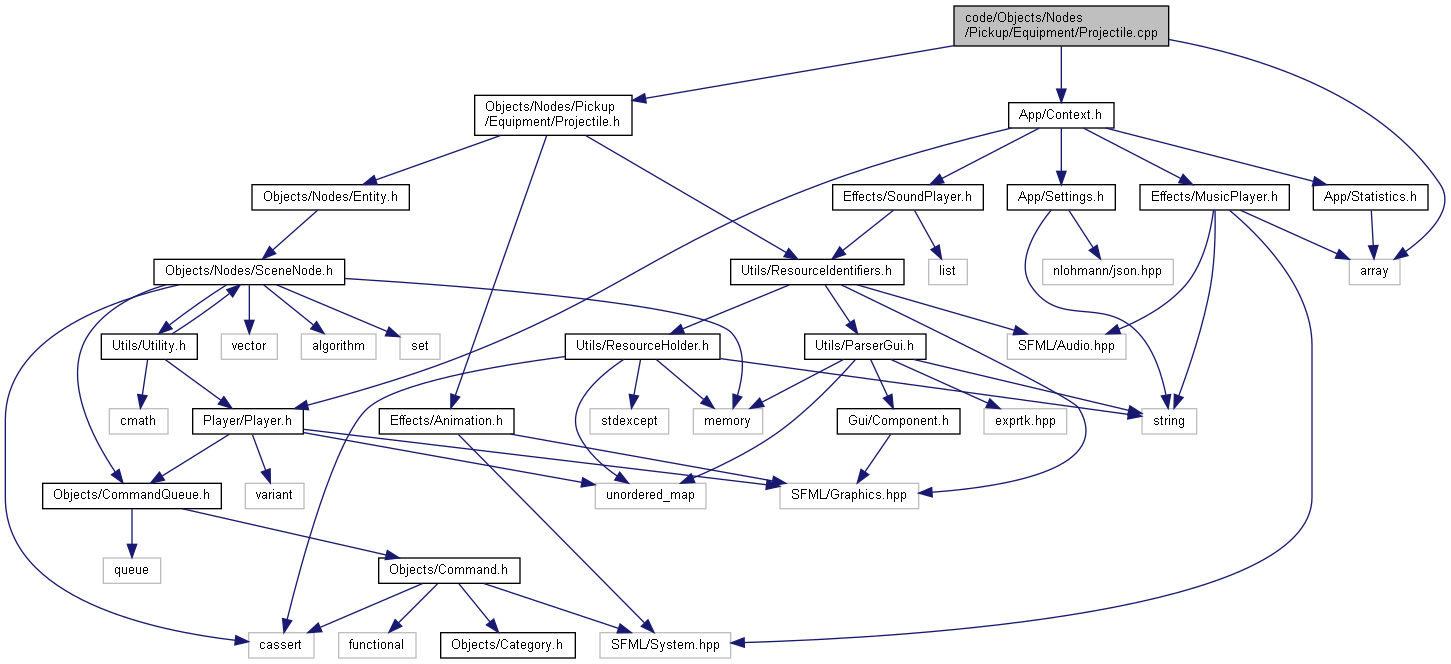 code/Objects/Nodes
/Pickup/Equipment/Projectile.cpp
Objects/Nodes/Pickup
/Equipment/Projectile.h
App/Context.h
Objects/Nodes/Entity.h
Effects/SoundPlayer.h
App/Settings.h
Effects/MusicPlayer.h
App/Statistics.h
Objects/Nodes/SceneNode.h
Utils/ResourceIdentifiers.h
list
nlohmann/json.hpp
array
Utils/Utility.h
vector
algorithm
set
Utils/ResourceHolder.h
Utils/ParserGui.h
SFML/Audio.hpp
cmath
Player/Player.h
Effects/Animation.h
stdexcept
memory
Gui/Component.h
exprtk.hpp
string
Objects/CommandQueue.h
variant
unordered_map
SFML/Graphics.hpp
queue
Objects/Command.h
cassert
functional
Objects/Category.h
SFML/System.hpp